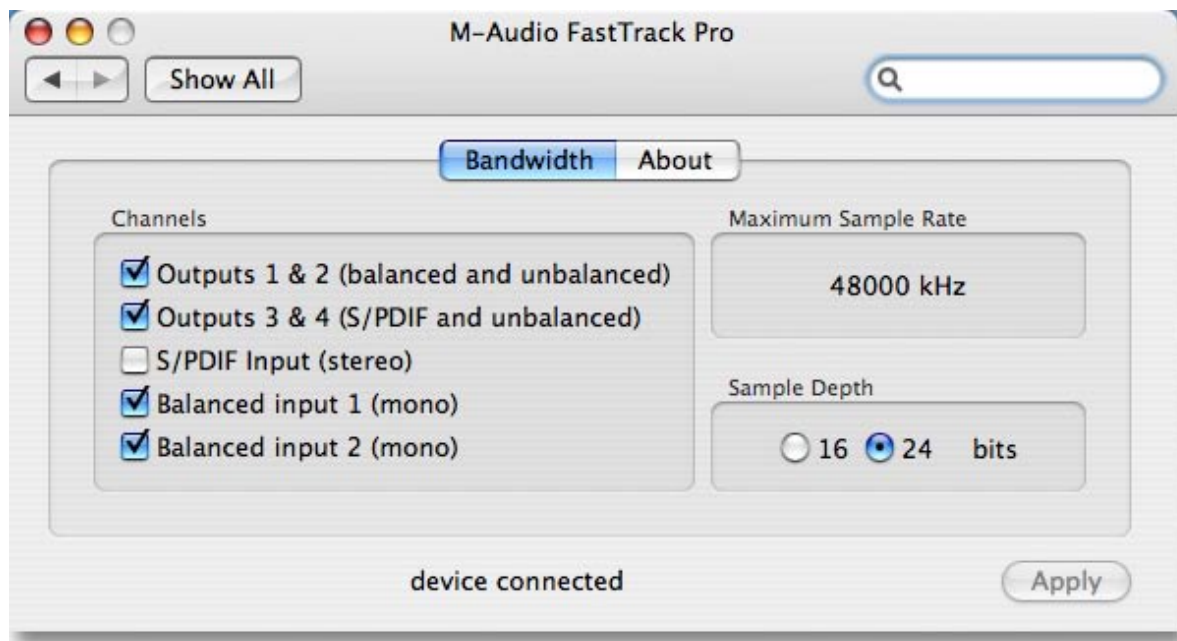 M-Audio FastTrack Pro
Show All
Bandwidth About
Channels
Outputs 1 & 2 (balanced and unbalanced)
Outputs 3 & 4 (S/PDIF and unbalanced)
S/PDIF Input (stereo)
Balanced input 1 (mono)
Balanced input 2 (mono)
Maximum Sample Rate
48000 kHz
Sample Depth
16 24 bits
device connected
Apply